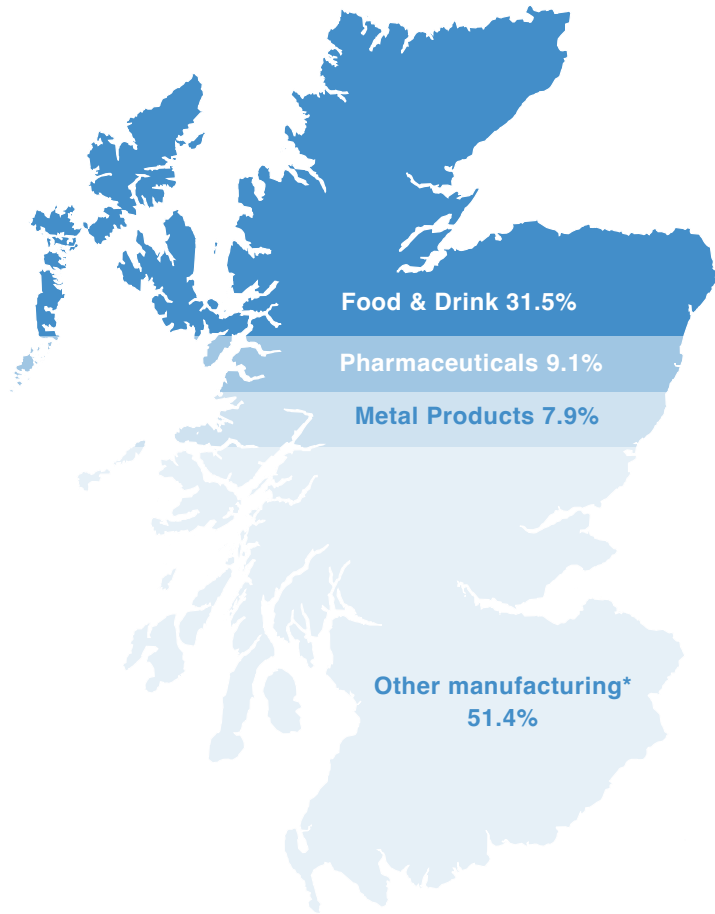 Food & Drink 31.5%
Pharmaceuticals 9.1%
Metal Products 7.9%
Other manufacturing*
51.4%